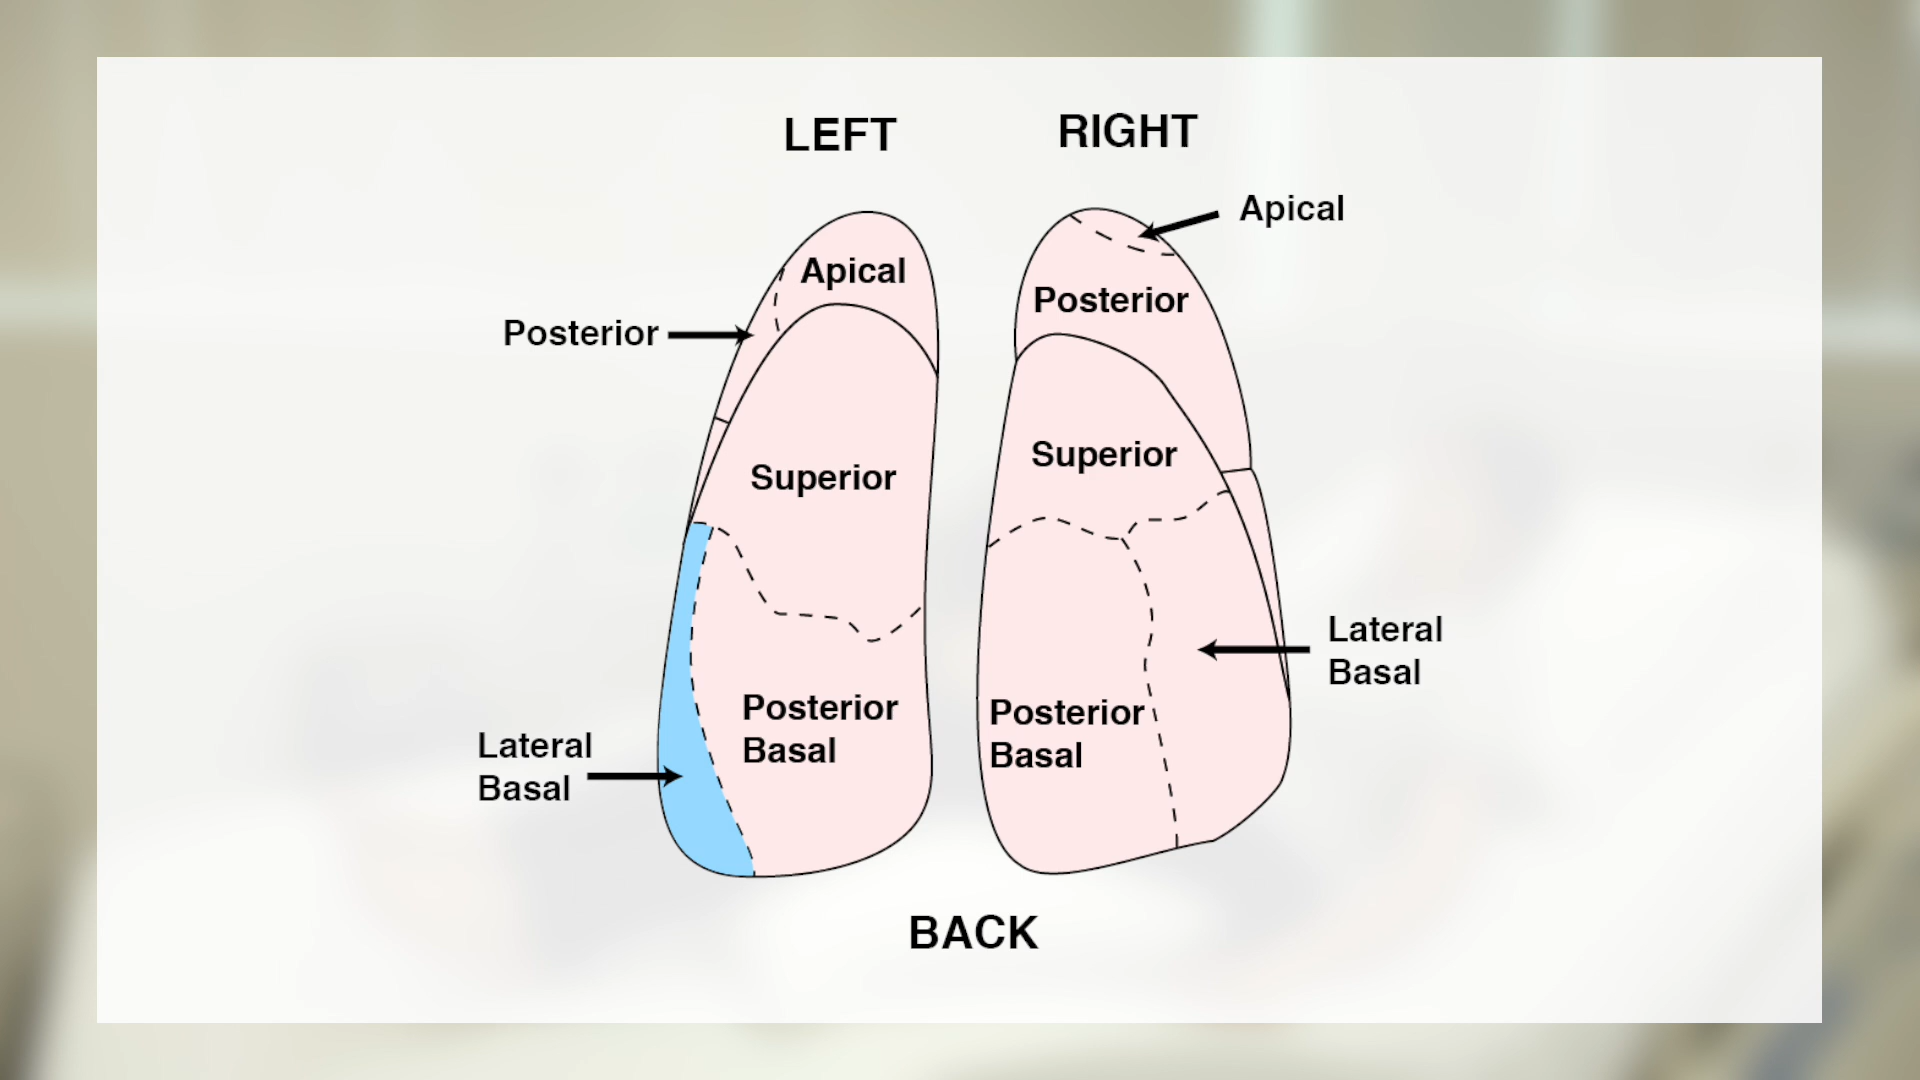 LEFT
RIGHT
Apical
Apical
Posterior
Posterior
Superior
Superior
Lateral
Basal
Posterior
Basal
Posterior
Basal
Lateral
Basal
BACK